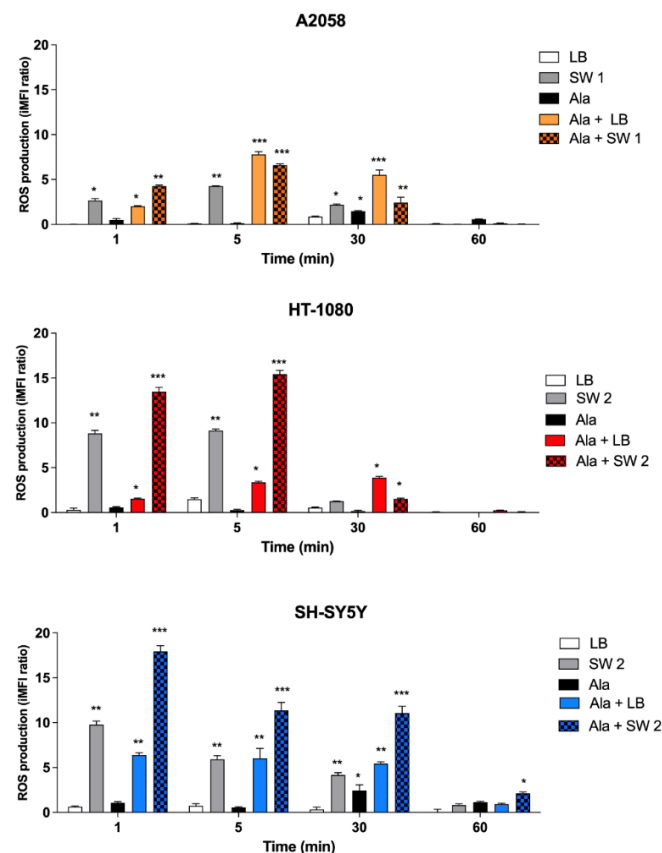 A2058
ROS production (iMFI ratio)
20
15
10
5
0
* ** * *** *** * * *** **
* ** 
1 5 30 60
Time (min)
LB
SW 1
Ala
Ala + LB
Ala + SW 1
HT-1080
ROS production (iMFI ratio)
20
15
10
5
0
** * *** ** * *** * *
1 5 30 60
Time (min)
LB
SW 2
Ala
Ala + LB
Ala + SW 2
SH-SY5Y
ROS production (iMFI ratio)
20
15
10
5
0
** ** *** ** ** *** ** * ** *** *
1 5 30 60
Time (min)
LB
SW 2
Ala
Ala + LB
Ala + SW 2